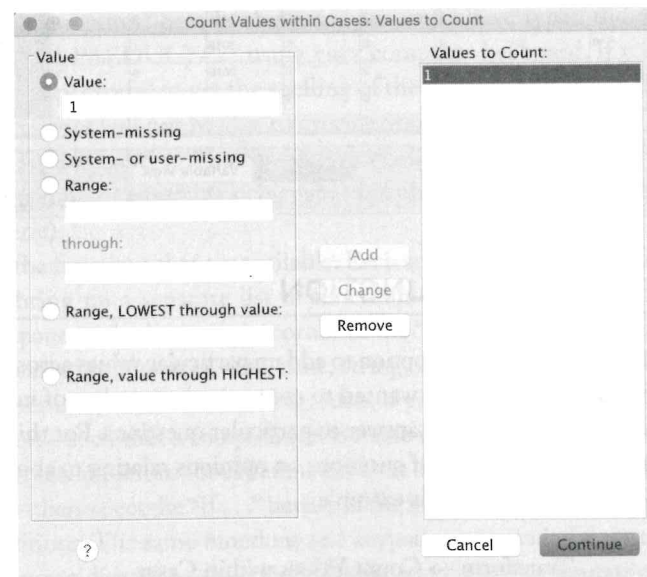 Count Values within Cases: Values to Count
Value
Value:
1
System-missing
System- or user-missing
Range:
through:
Range, LOWEST through value:
Range, value through HIGHEST:
Add
Change
Remove
Values to Count:
1
?
Cancel
Continue